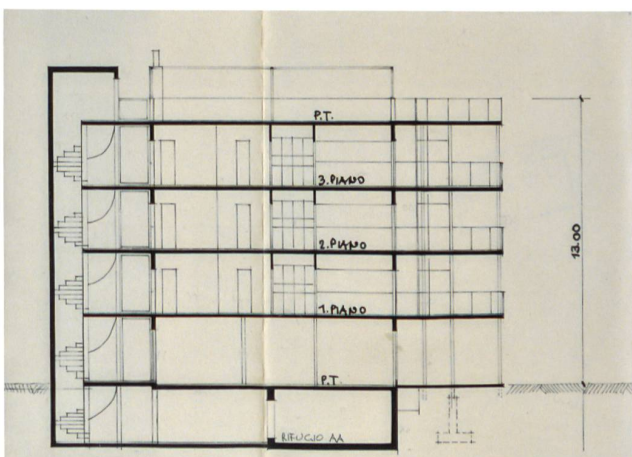 P.T.
3. PIANO
2. PIANO
1. PIANO
13.00
P.T.
RIFUGIO AA